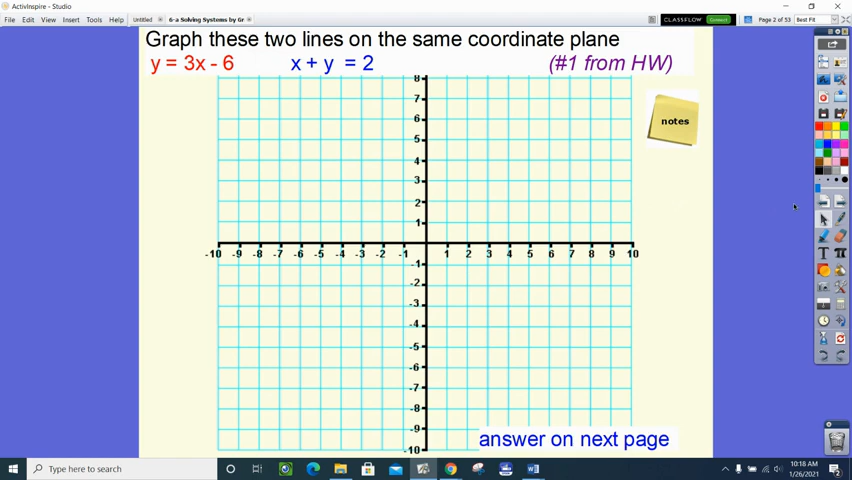 ActivInspire - Studio
File Edit View Insert Tools Help Untitled 6-a Solving Systems by Gr CLASSFLOW Connect Page 2 of 53 Best Fit
Graph these two lines on the same coordinate plane
y = 3x - 6 x + y = 2 (#1 from HW)
8
7
notes
6
5
4
3
2
1
-10 -9 -8 -7 -6 -5 -4 -3 -2 -1 1 2 3 4 5 6 7 8 9 10
-1
-2
-3
-4
-5
-6
-7
-8
-9
-10
answer on next page
Type here to search
10:18 AM
1/26/2021